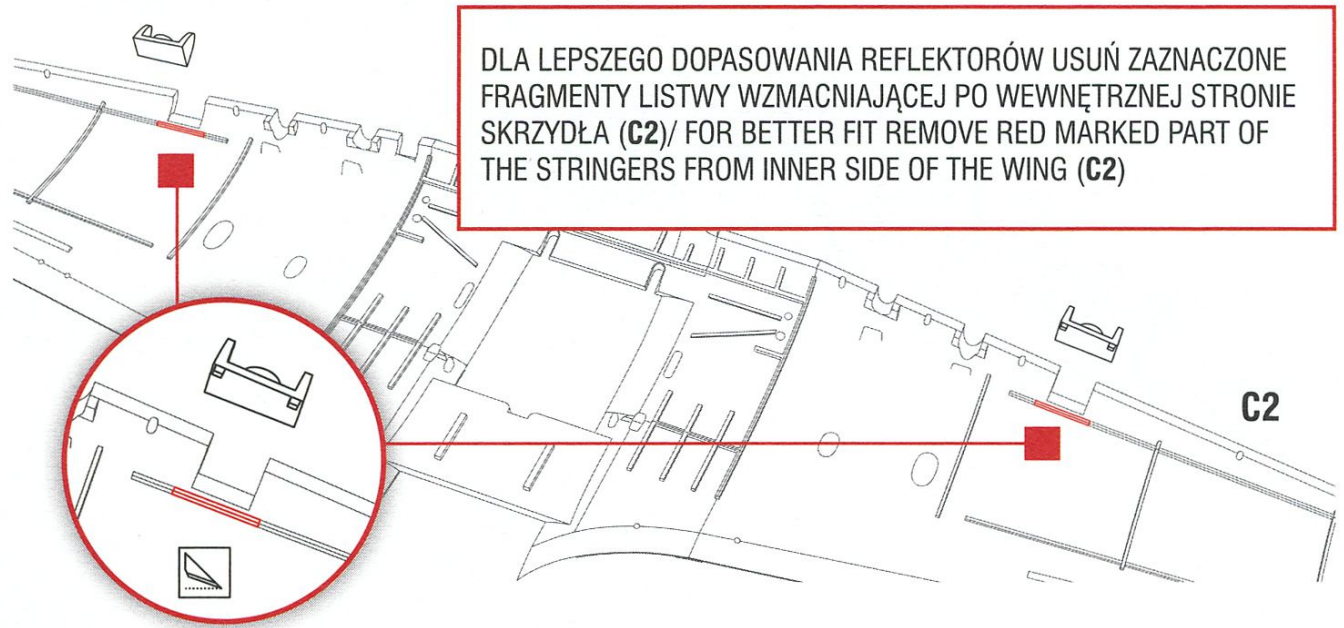 DLA LEPSZEGO DOPASOWANIA REFLEKTORÓW USUŃ ZAZNACZONE
FRAGMENTY LISTWY WZMACNIAJĄCEJ PO WEWNĘTRZNEJ STRONIE
SKRZYDŁA (C2)/ FOR BETTER FIT REMOVE RED MARKED PART OF
THE STRINGERS FROM INNER SIDE OF THE WING (C2)
C2